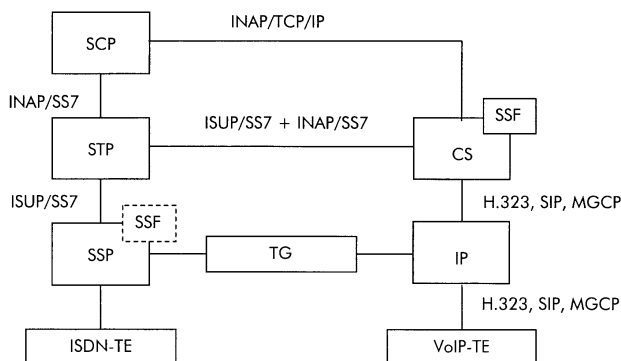 INAP/TCP/IP
SCP
INAP/SS7
ISUP/SS7 + INAP/SS7
SSF
STP
CS
ISUP/SS7
H.323, SIP, MGCP
SSF
SSP
TG
IP
H.323, SIP, MGCP
ISDN-TE
VoIP-TE